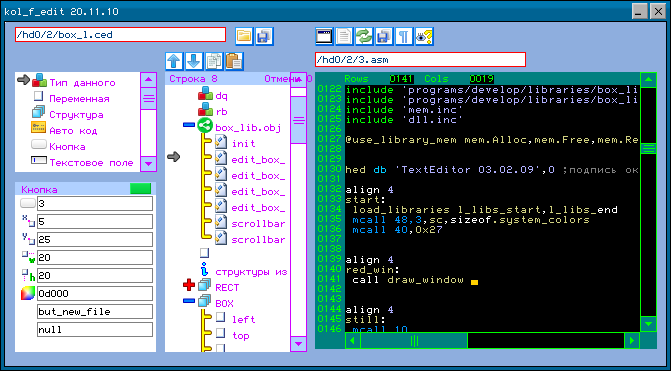 kol_f_edit 20.11.10
/hd0/2/box_1.ced
/hd0/2/3.asm
Тип данного
Переменная
Структура
Авто код
Кнопка
Текстовое поле
Кнопка
3
5
25
20
20
0d000
but_new_file
null
Строка 8 Отмены 0
dq
rb
box_lib.obj
init
edit_box_
edit_box_
edit_box_
edit_box_
scrollbar
scrollbar
структуры из
RECT
BOX
left
top
Rows 0141 Cols 0019
0122 include 'programs/develop/libraries/box_li
0123 include 'programs/develop/libraries/box_li
0124 include 'mem.inc'
0125 include 'dll.inc'
0126
0127 @use_library_mem mem.Alloc,mem.Free,mem.Re
0128
0129
0130 hed db 'TextEditor 03.02.09',0 ;подпись ок
0131
0132 align 4
0133 start:
0134 load_libraries l_libs_start,l_libs_end
0135 mcall 48,3,sc,sizeof.system_colors
0136 mcall 40,0x27
0137
0138
0139 align 4
0140 red_win:
0141 call draw_window
0142
0143
0144 align 4
0145 still:
0146 mcall 10